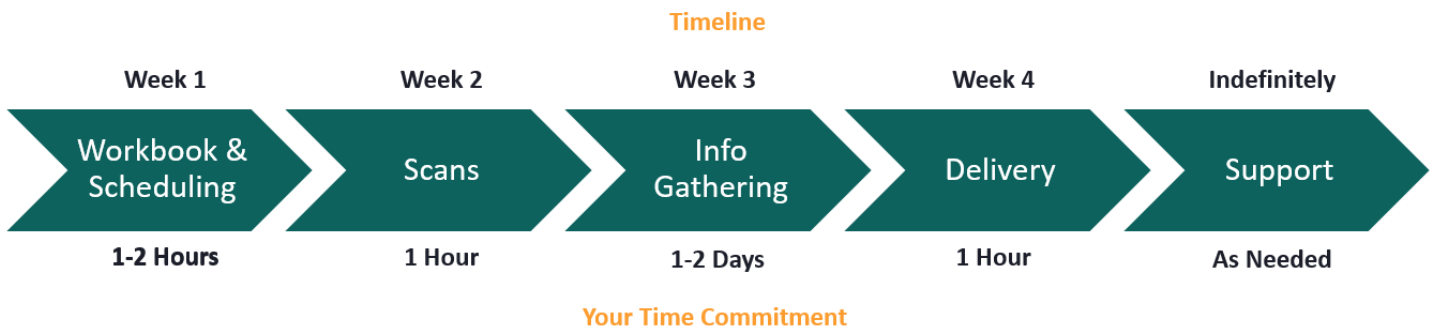 Timeline
Week 1
Week 2
Week 3
Week 4
Indefinitely
Workbook &
Scheduling
Scans
Info
Gathering
Delivery
Support
1-2 Hours
1 Hour
1-2 Days
1 Hour
As Needed
Your Time Commitment